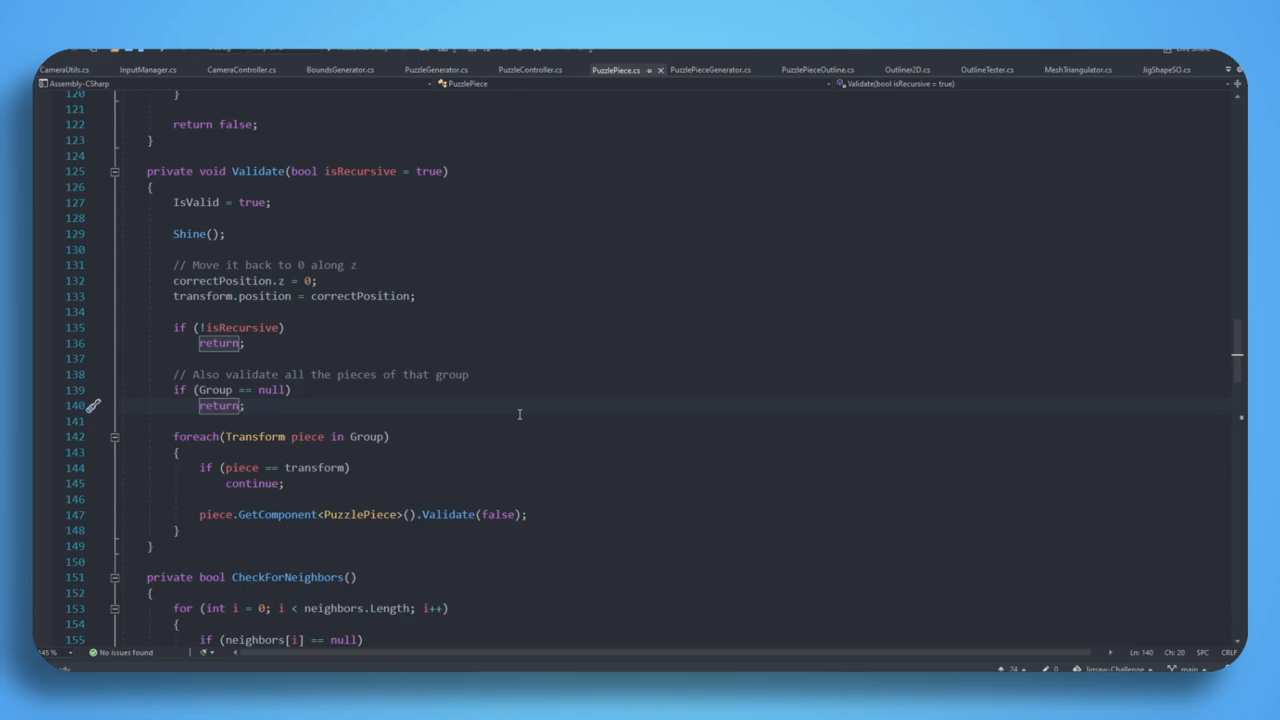 CameraUtils.cs InputManager.cs CameraController.cs BoundsGenerator.cs PuzzleGenerator.cs PuzzleController.cs PuzzlePiece.cs PuzzlePieceGenerator.cs PuzzlePieceOutline.cs Outliner2D.cs OutlineTester.cs MeshTriangulator.cs JigShapeSO.cs
Assembly-CSharp PuzzlePiece Validate(bool isRecursive = true)
120 }
121
122 return false;
123 }
124
125 private void Validate(bool isRecursive = true)
126 {
127 IsValid = true;
128
129 Shine();
130
131 // Move it back to 0 along z
132 correctPosition.z = 0;
133 transform.position = correctPosition;
134
135 if (!isRecursive)
136 return;
137
138 // Also validate all the pieces of that group
139 if (Group == null)
140 return;
141
142 foreach(Transform piece in Group)
143 {
144 if (piece == transform)
145 continue;
146
147 piece.GetComponent<PuzzlePiece>().Validate(false);
148 }
149 }
150
151 private bool CheckForNeighbors()
152 {
153 for (int i = 0; i < neighbors.Length; i++)
154 {
155 if (neighbors[i] == null)
145 % No issues found Ln: 140 Ch: 20 SPC CRLF
24 0 Jigsaw-Challenge main